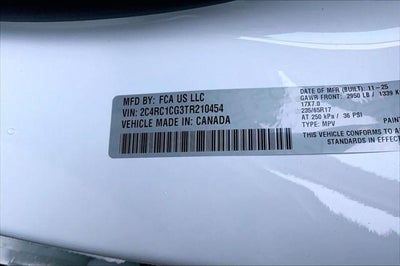 MFD BY: FCA US LLC
VIN: 2C4RC1CG3TR210454
VEHICLE MADE IN: CANADA
DATE OF MFR (BUILT): 11-25
GAWR FRONT: 2950 LB / 1339 K
17X7.0
235/65R17
AT 250 kPa / 36 PSI
TYPE: MPV
PAIN
THIS VEHICLE CONFORMS TO A
STANDARDS IN EFFECT